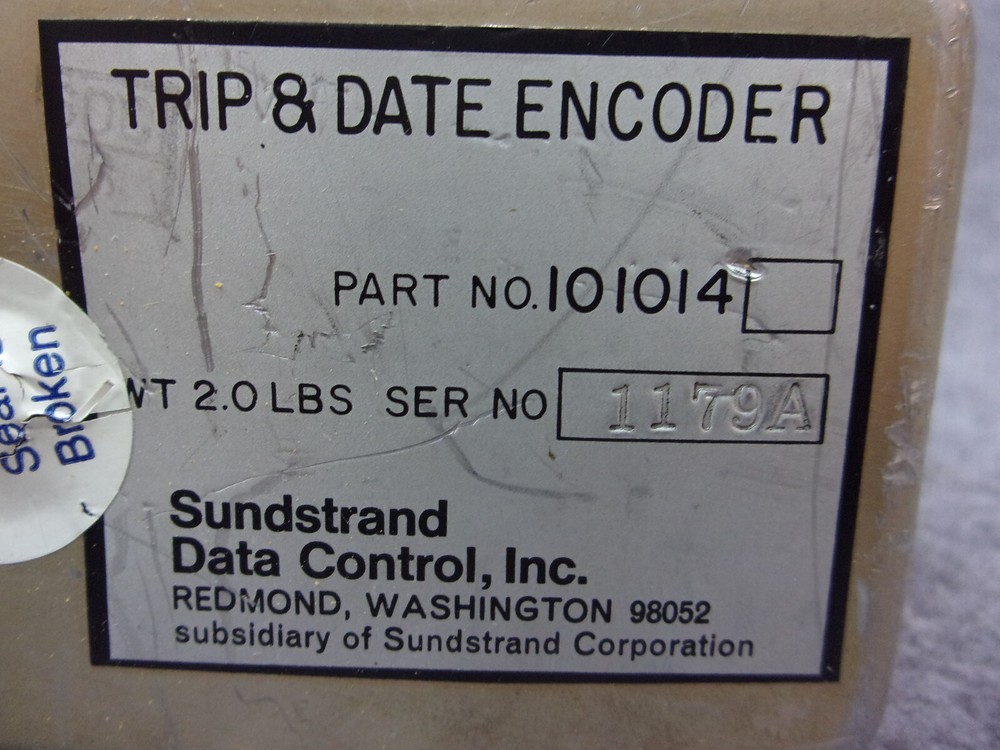 TRIP & DATE ENCODER
PART NO. 101014
WT 2.0 LBS SER NO 1179A
Sundstrand
Data Control, Inc.
REDMOND, WASHINGTON 98052
subsidiary of Sundstrand Corporation
Broken